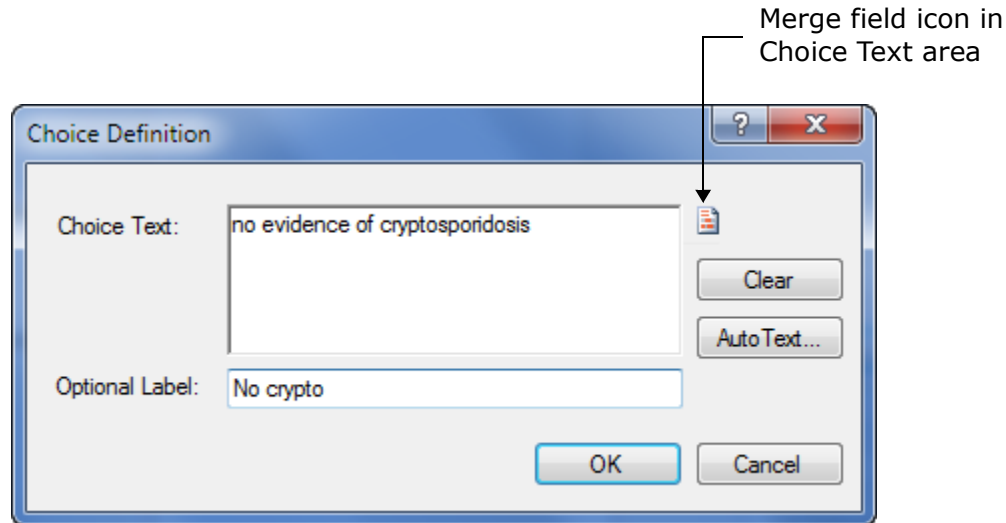 Merge field icon in
Choice Text area
Choice Definition
?
Choice Text:
no evidence of cryptosporidosis
Clear
AutoText...
Optional Label:
No crypto
OK
Cancel